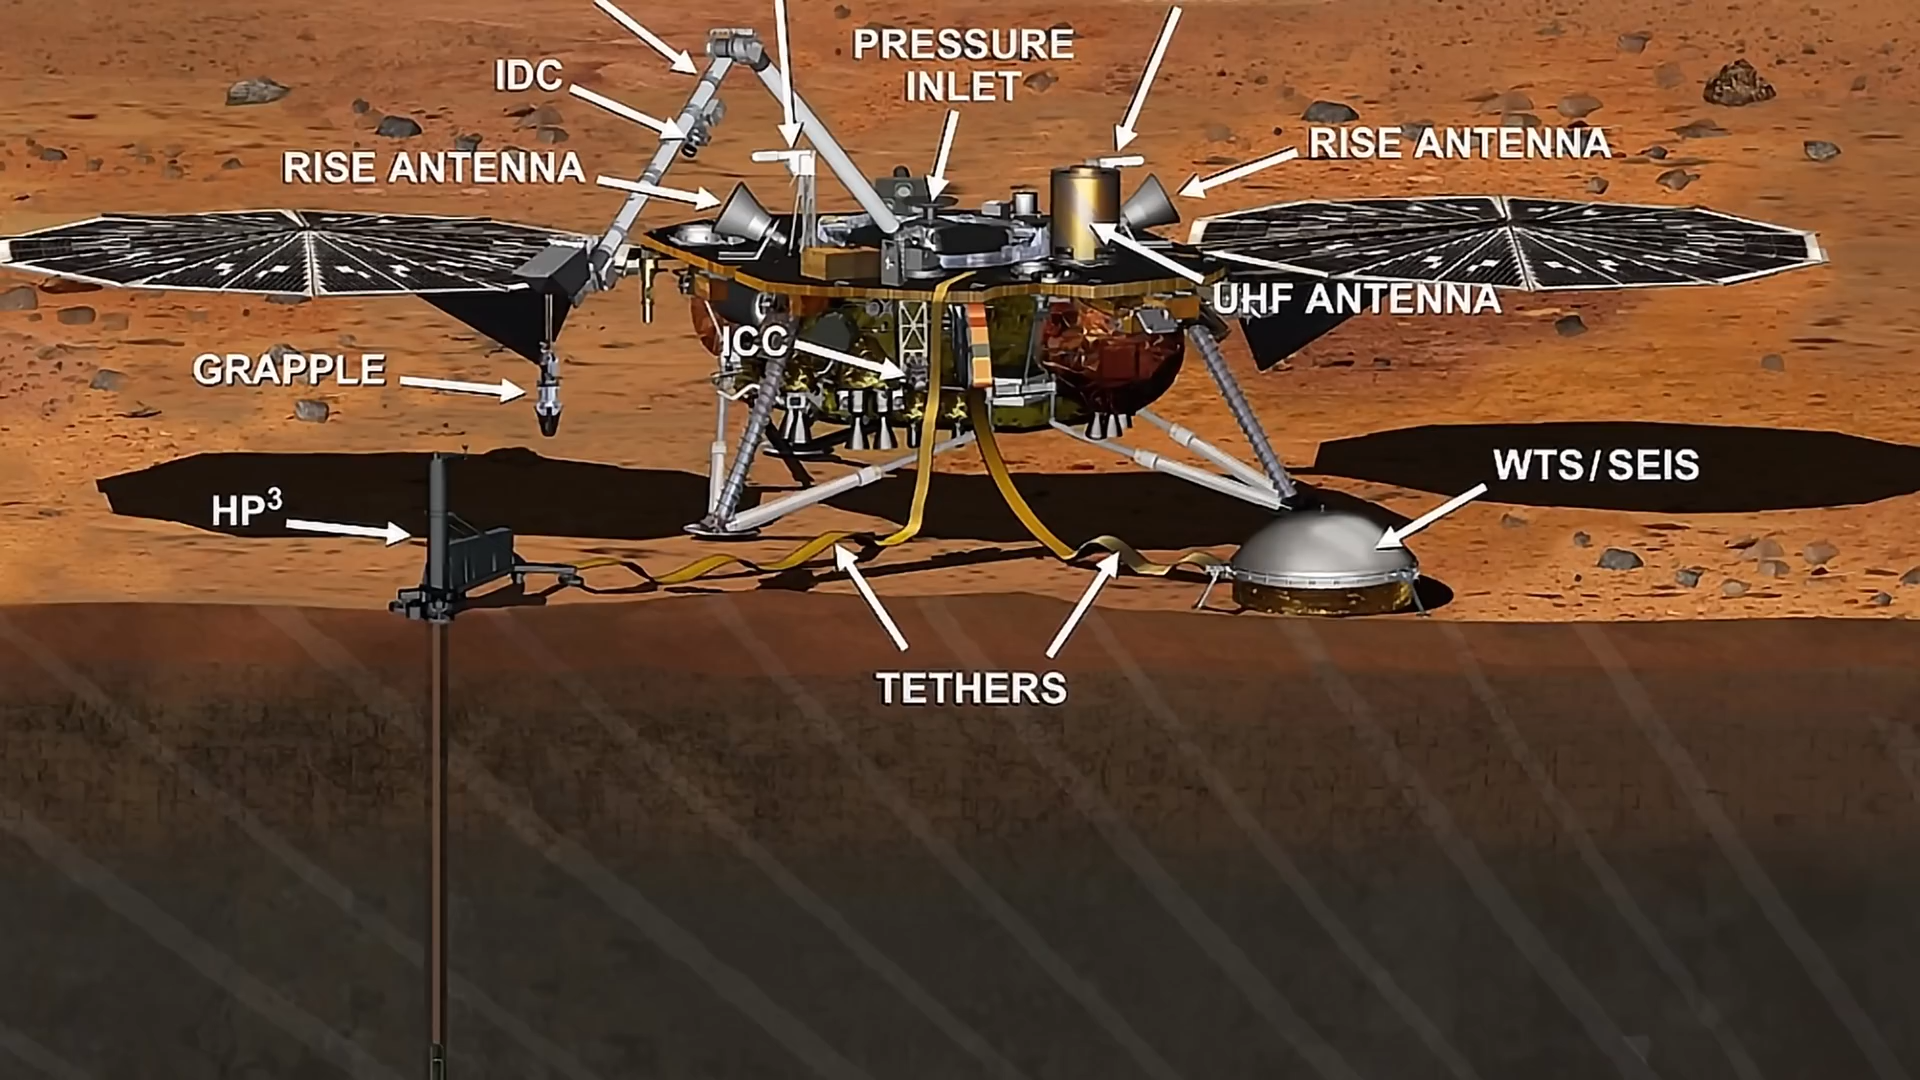 PRESSURE
INLET
IDC
RISE ANTENNA
RISE ANTENNA
UHF ANTENNA
ICC
GRAPPLE
WTS/SEIS
HP³
TETHERS